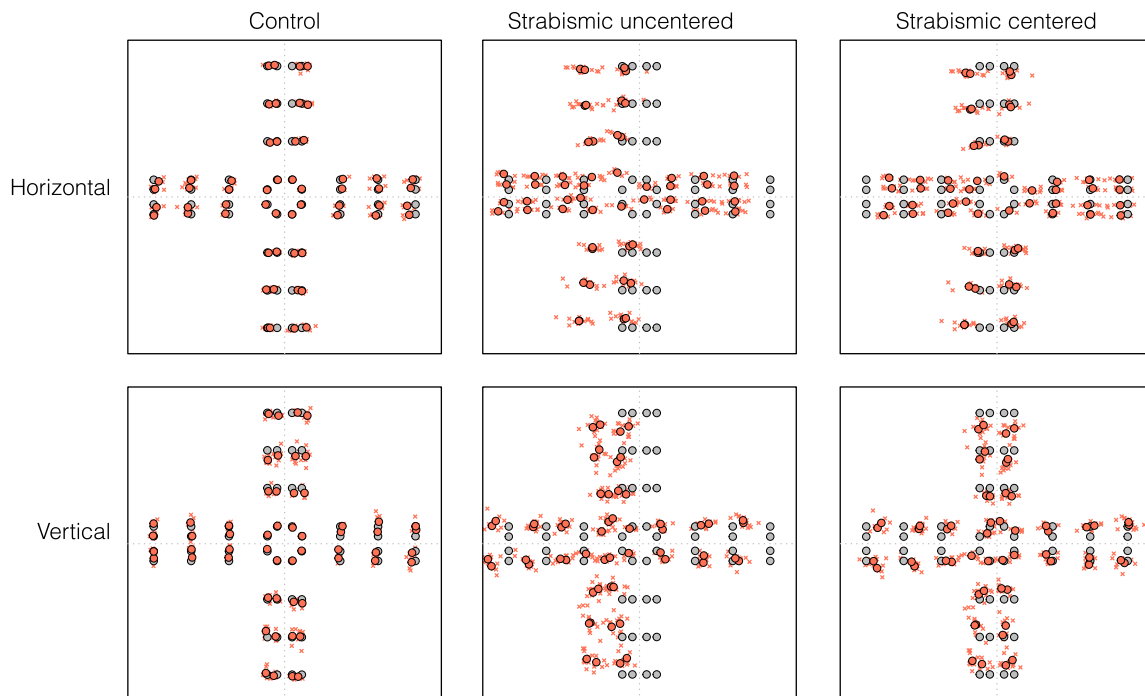 Control
Strabismic uncentered
Strabismic centered
Horizontal
Vertical